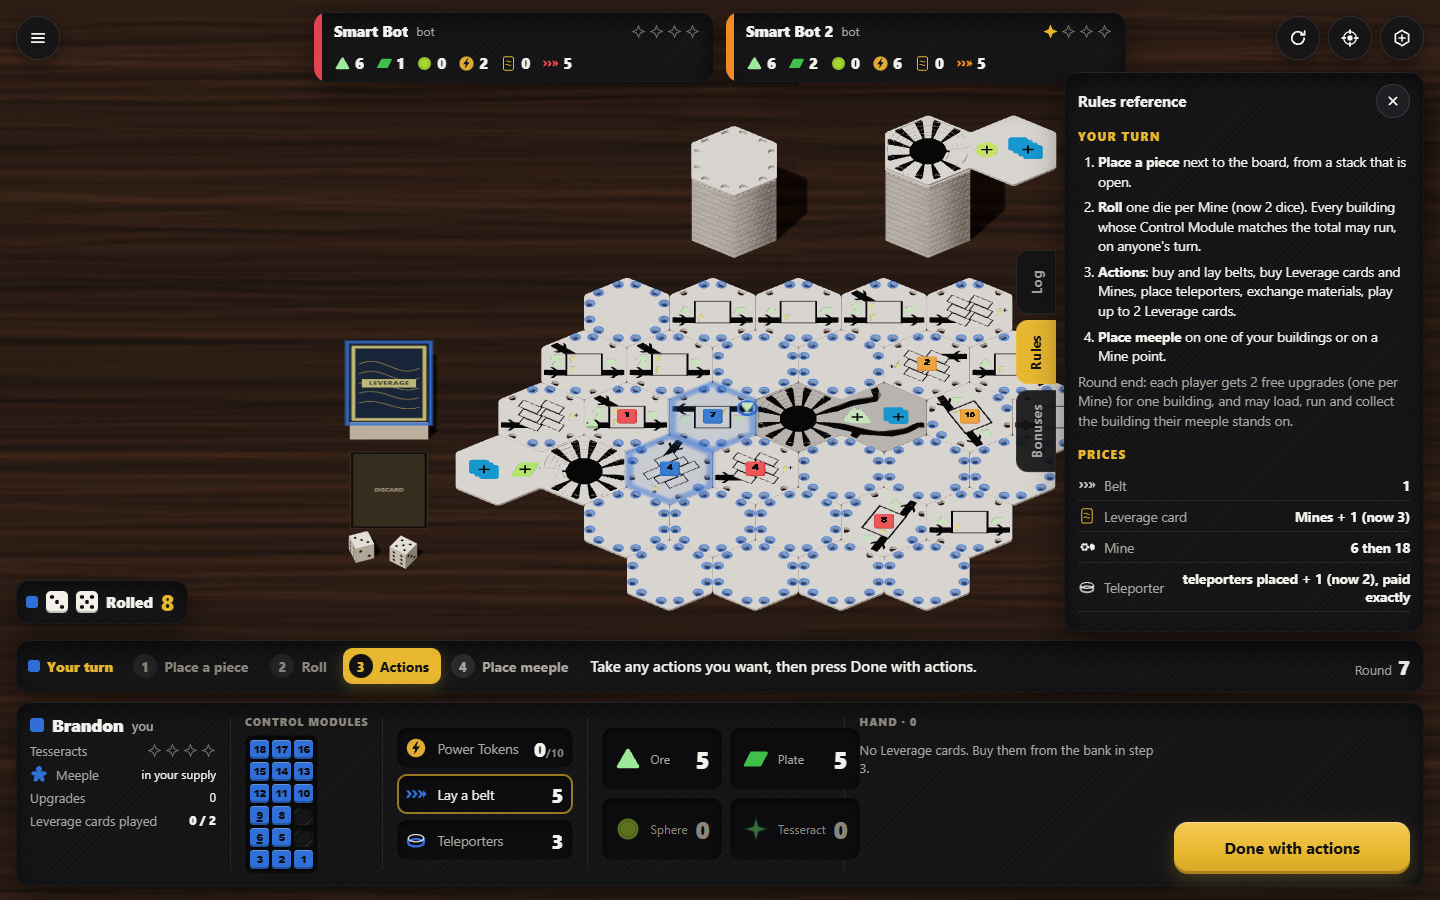 Smart Bot bot
6 1 0 2 0 5
Smart Bot 2 bot
6 2 0 6 0 5
Rules reference
YOUR TURN
1. Place a piece next to the board, from a stack that is
open.
2. Roll one die per Mine (now 2 dice). Every building
whose Control Module matches the total may run,
on anyone's turn.
3. Actions: buy and lay belts, buy Leverage cards and
Mines, place teleporters, exchange materials, play
up to 2 Leverage cards.
4. Place meeple on one of your buildings or on a
Mine point.
Round end: each player gets 2 free upgrades (one per
Mine) for one building, and may load, run and collect
the building their meeple stands on.
PRICES
Belt 1
Leverage card Mines + 1 (now 3)
Mine 6 then 18
Teleporter teleporters placed + 1 (now 2), paid
exactly
Log
Rules
Bonuses
LEVERAGE
DISCARD
2
1
7
10
4
4
8
Rolled 8
Your turn 1 Place a piece 2 Roll 3 Actions 4 Place meeple Take any actions you want, then press Done with actions. Round 7
Brandon you
Tesseracts
Meeple in your supply
Upgrades 0
Leverage cards played 0 / 2
CONTROL MODULES
18 17 16
15 14 13
12 11 10
9 8
6 5
3 2 1
Power Tokens 0/10
Lay a belt 5
Teleporters 3
Ore 5
Plate 5
Sphere 0
Tesseract 0
HAND · 0
No Leverage cards. Buy them from the bank in step
3.
Done with actions